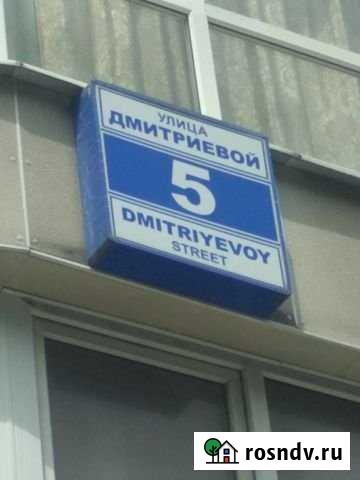 УЛИЦА
ДМИТРИЕВОЙ
5
DMITRIYEVOY
STREET
rosndv.ru